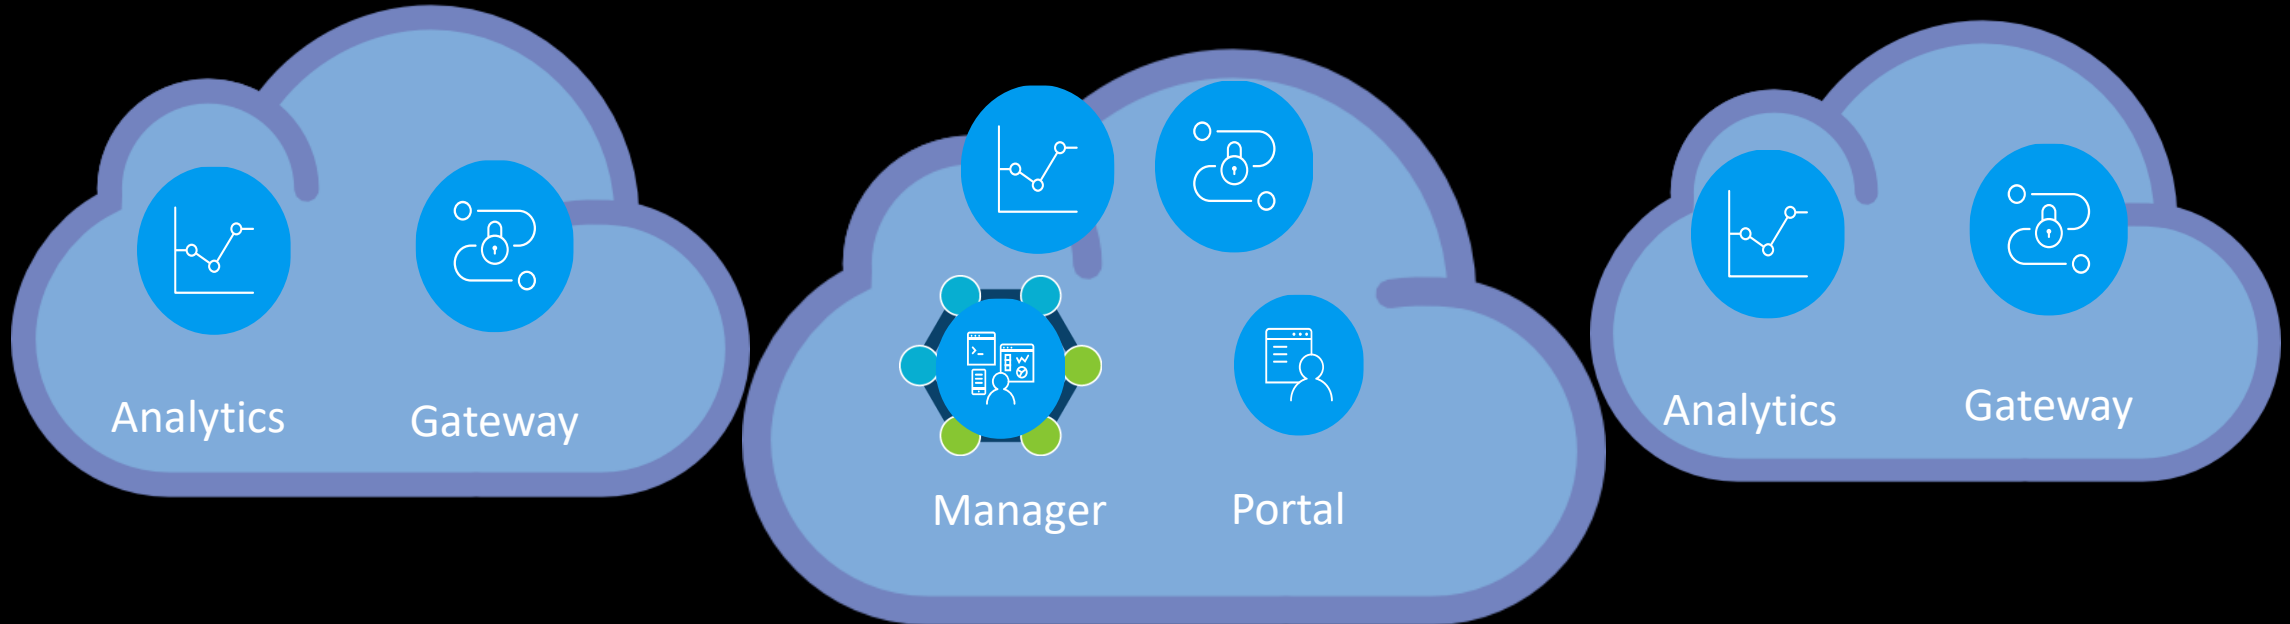 Analytics
Gateway
Manager
Portal
Analytics
Gateway